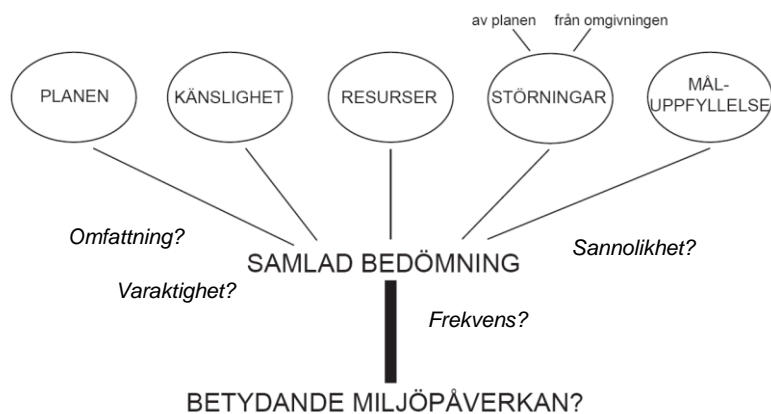 av planen från omgivningen
PLANEN
KÄNSLIGHET
RESURSER
STÖRNINGAR
MÅL-
UPPFYLLELSE
Omfattning?
Sannolikhet?
SAMLAD BEDÖMNING
Varaktighet?
Frekvens?
BETYDANDE MILJÖPÅVERKAN?